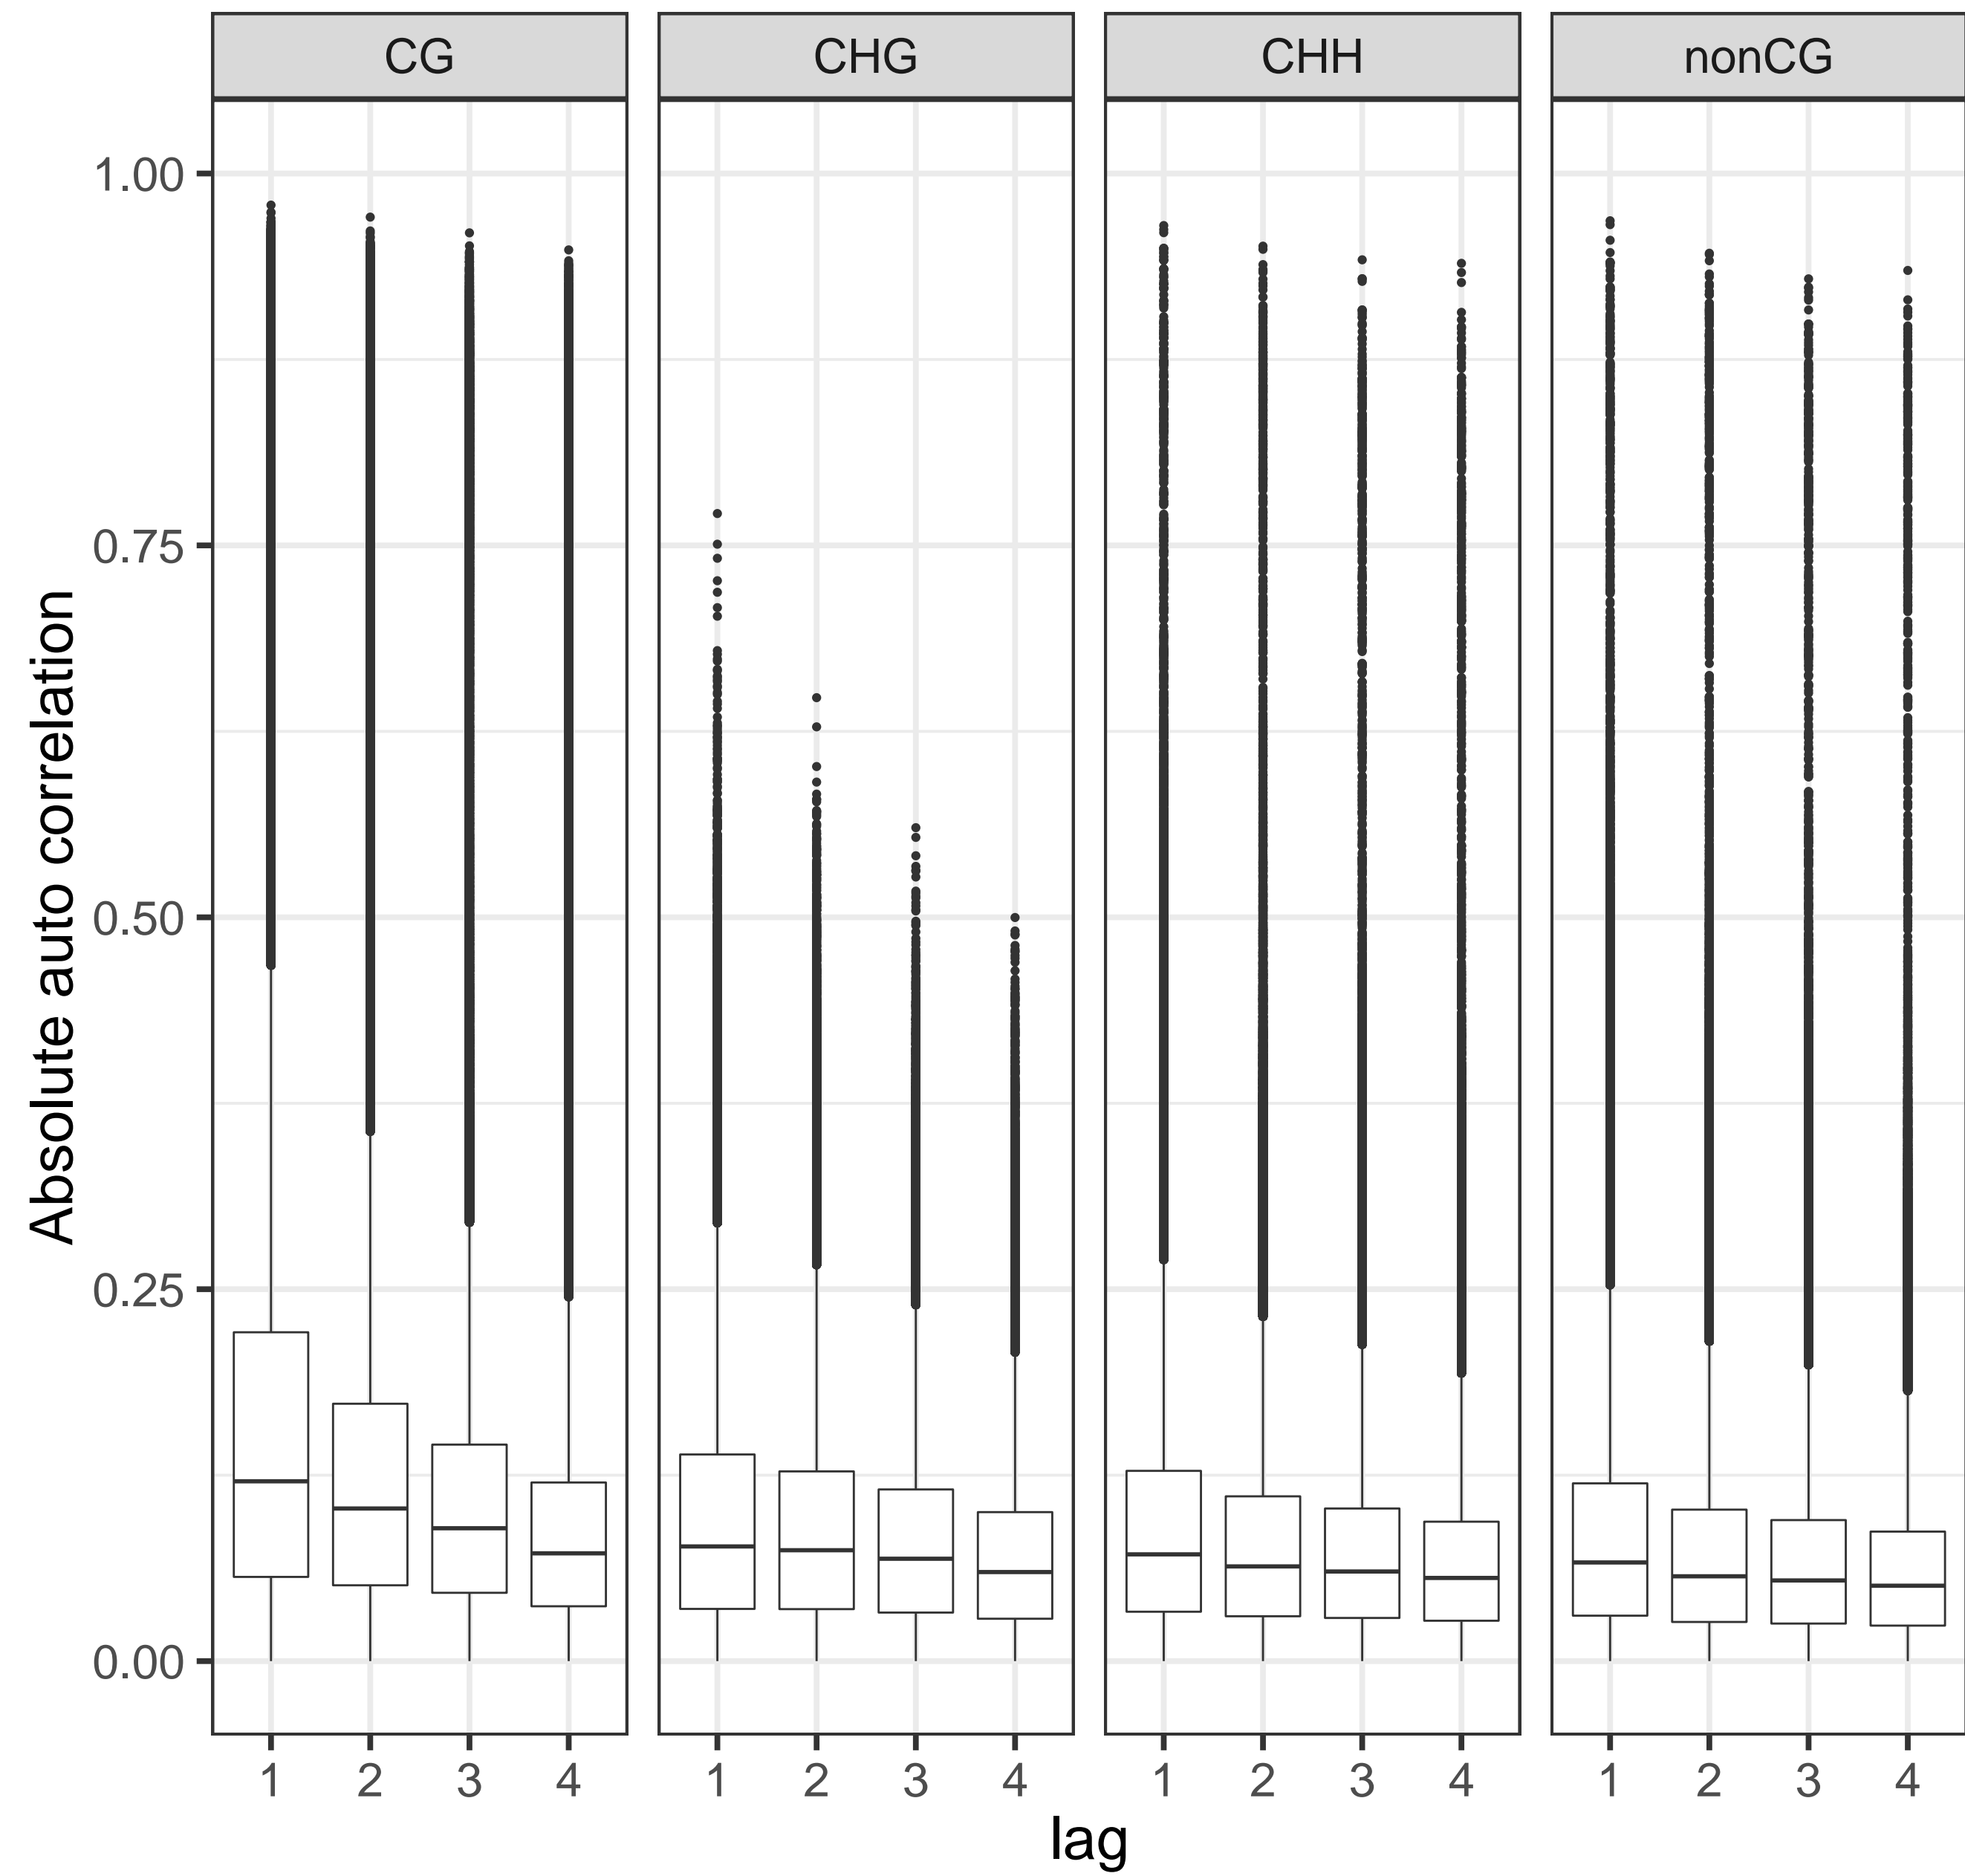 CG CHG CHH nonCG
1.00
0.75
0.50
0.25
0.00
Absolute auto correlation
1 2 3 4 1 2 3 4 1 2 3 4 1 2 3 4
lag